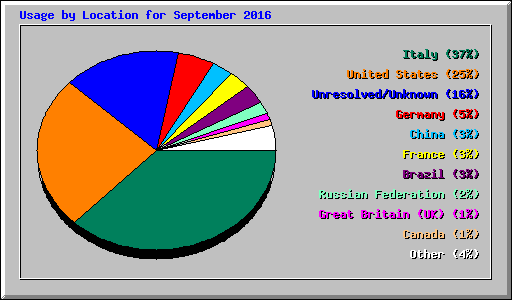 Usage by Location for September 2016
Italy (37%)
United States (25%)
Unresolved/Unknown (16%)
Germany (5%)
China (3%)
France (3%)
Brazil (3%)
Russian Federation (2%)
Great Britain (UK) (1%)
Canada (1%)
Other (4%)